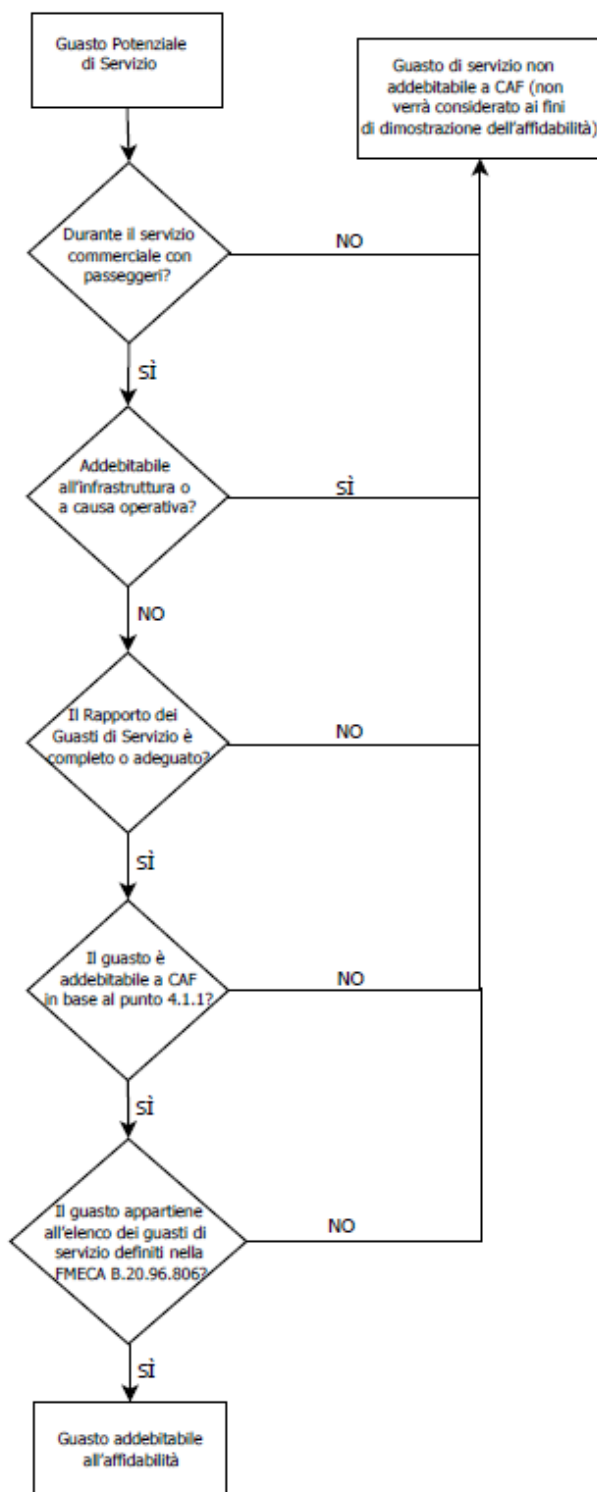 Guasto Potenziale
di Servizio
Guasto di servizio non
addebitabile a CAF (non
verrà considerato ai fini
di dimostrazione dell'affidabilità)
Durante il servizio
commerciale con
passeggeri?
NO
SÌ
Addebitabile
all'infrastruttura o
a causa operativa?
SÌ
NO
Il Rapporto dei
Guasti di Servizio è
completo o adeguato?
NO
SÌ
Il guasto è
addebitabile a CAF
in base al punto 4.1.1?
NO
SÌ
Il guasto appartiene
all'elenco dei guasti di
servizio definiti nella
FMECA B.20.96.806?
NO
SÌ
Guasto addebitabile
all'affidabilità